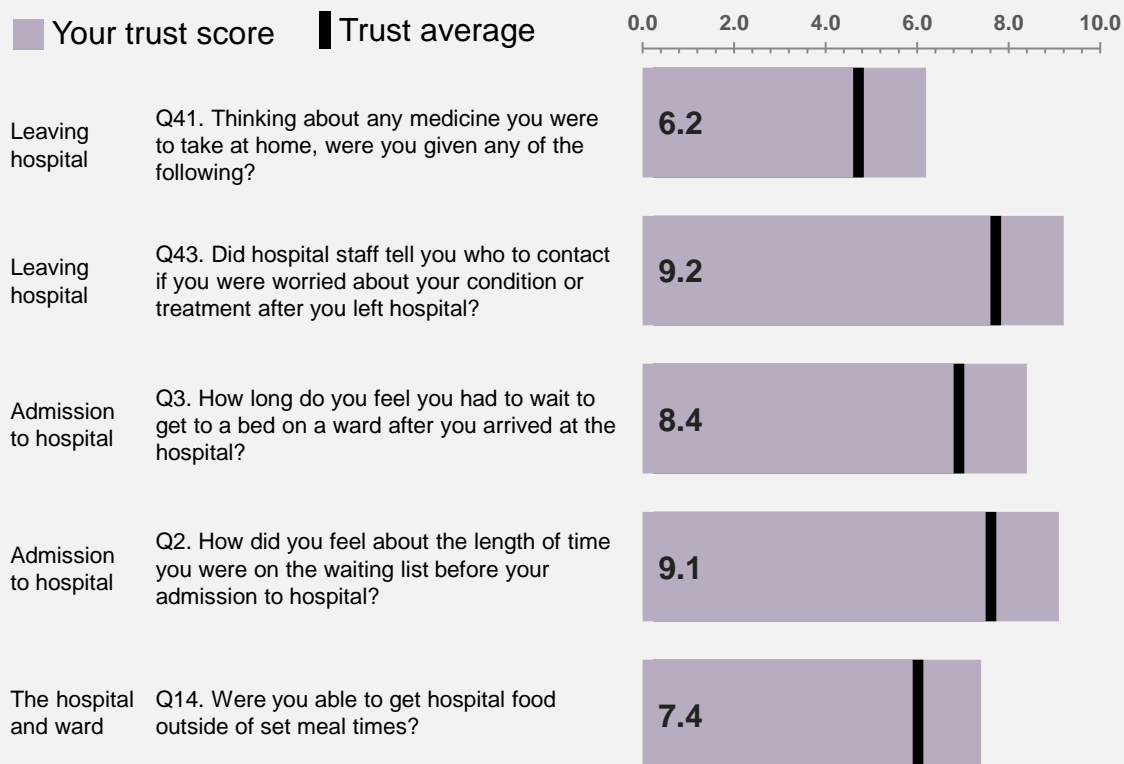 Your trust score
Trust average
0.0 2.0 4.0 6.0 8.0 10.0
Leaving
hospital
Q41. Thinking about any medicine you were
to take at home, were you given any of the
following?
6.2
Leaving
hospital
Q43. Did hospital staff tell you who to contact
if you were worried about your condition or
treatment after you left hospital?
9.2
Admission
to hospital
Q3. How long do you feel you had to wait to
get to a bed on a ward after you arrived at the
hospital?
8.4
Admission
to hospital
Q2. How did you feel about the length of time
you were on the waiting list before your
admission to hospital?
9.1
The hospital
and ward
Q14. Were you able to get hospital food
outside of set meal times?
7.4